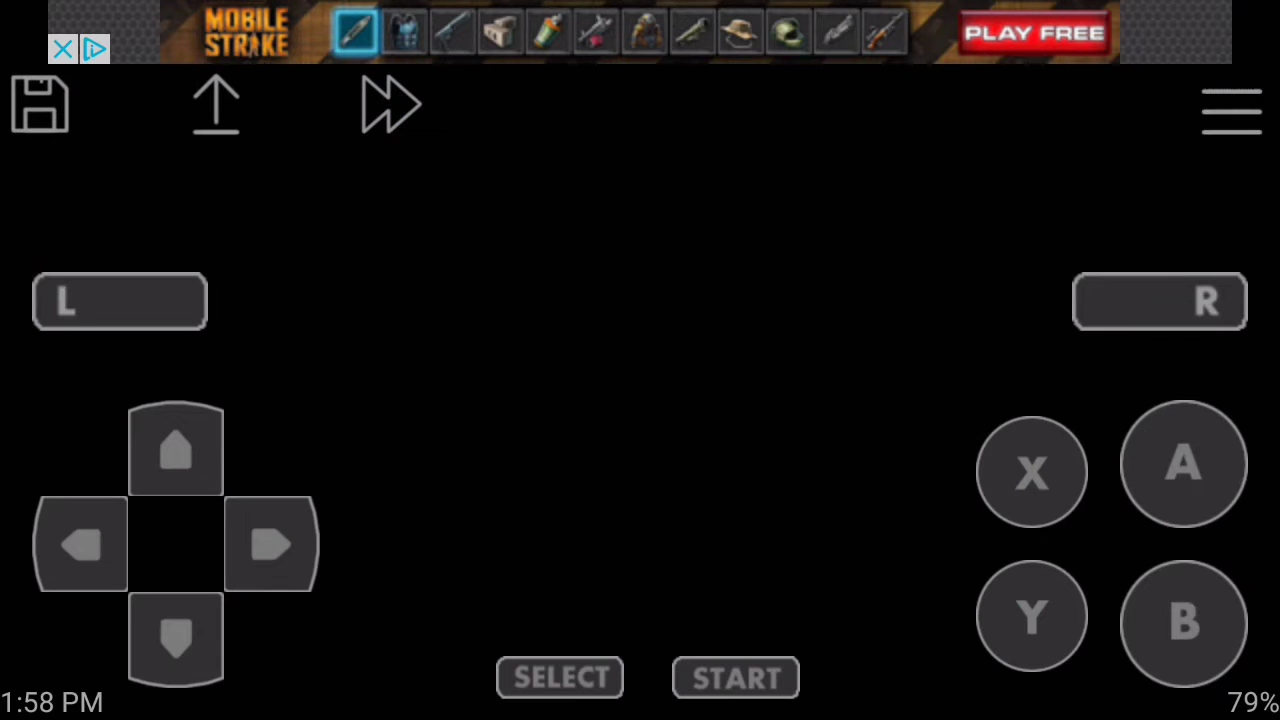 MOBILE
STRIKE
PLAY FREE
L
R
X
A
Y
B
SELECT
START
1:58 PM
79%